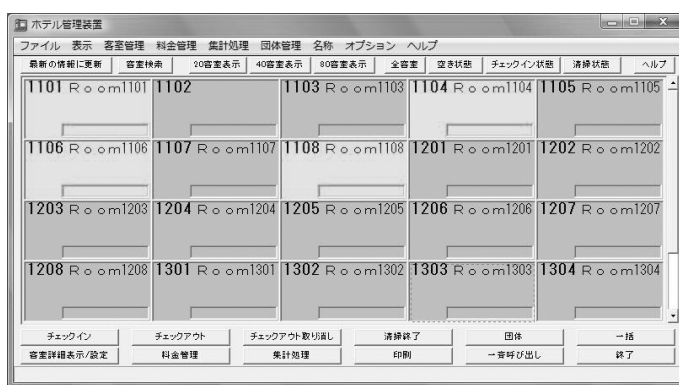 ホテル管理装置
ファイル 表示 客室管理 料金管理 集計処理 団体管理 名称 オプション ヘルプ
最新の情報に更新 客室検索 20客室表示 40客室表示 80客室表示 全客室 空き状態 チェックイン状態 清掃状態 ヘルプ
1101 Room1101 1102 1103 Room1103 1104 Room1104 1105 Room1105
1106 Room1106 1107 Room1107 1108 Room1108 1201 Room1201 1202 Room1202
1203 Room1203 1204 Room1204 1205 Room1205 1206 Room1206 1207 Room1207
1208 Room1208 1301 Room1301 1302 Room1302 1303 Room1303 1304 Room1304
チェックイン チェックアウト チェックアウト取り消し 清掃終了 団体 一括
客室詳細表示/設定 料金管理 集計処理 印刷 一斉呼び出し 終了